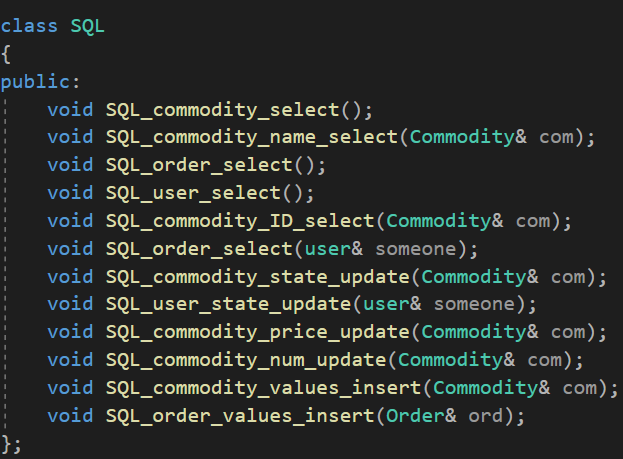 class SQL
{
public:
    void SQL_commodity_select();
    void SQL_commodity_name_select(Commodity& com);
    void SQL_order_select();
    void SQL_user_select();
    void SQL_commodity_ID_select(Commodity& com);
    void SQL_order_select(user& someone);
    void SQL_commodity_state_update(Commodity& com);
    void SQL_user_state_update(user& someone);
    void SQL_commodity_price_update(Commodity& com);
    void SQL_commodity_num_update(Commodity& com);
    void SQL_commodity_values_insert(Commodity& com);
    void SQL_order_values_insert(Order& ord);
};